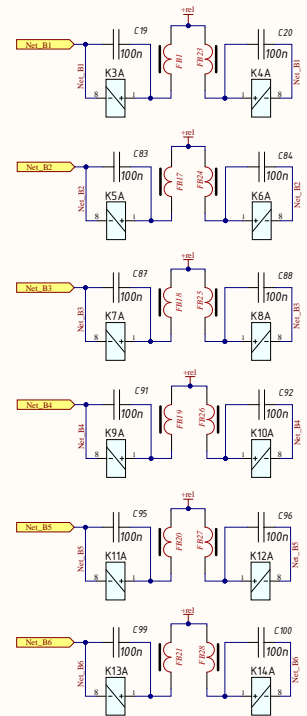 C19 +rel C20
Net_B1 100n FB1 FB23 100n Net_B1
Net_B1 K3A K4A
8 - + 1 1 + - 8
C83 +rel C84
Net_B2 100n FB17 FB24 100n Net_B2
Net_B2 K5A K6A
8 - + 1 1 + - 8
C87 +rel C88
Net_B3 100n FB18 FB25 100n Net_B3
Net_B3 K7A K8A
8 - + 1 1 + - 8
C91 +rel C92
Net_B4 100n FB19 FB26 100n Net_B4
Net_B4 K9A K10A
8 - + 1 1 + - 8
C95 +rel C96
Net_B5 100n FB20 FB27 100n Net_B5
Net_B5 K11A K12A
8 - + 1 1 + - 8
C99 +rel C100
Net_B6 100n FB21 FB28 100n Net_B6
Net_B6 K13A K14A
8 - + 1 1 + - 8